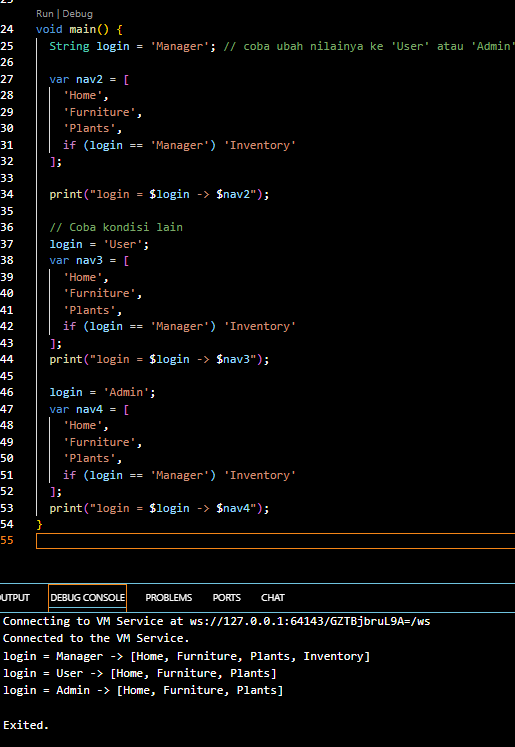 Run | Debug
24 void main() {
25 String login = 'Manager'; // coba ubah nilainya ke 'User' atau 'Admin'
26
27 var nav2 = [
28 'Home',
29 'Furniture',
30 'Plants',
31 if (login == 'Manager') 'Inventory'
32 ];
33
34 print("login = $login -> $nav2");
35
36 // Coba kondisi lain
37 login = 'User';
38 var nav3 = [
39 'Home',
40 'Furniture',
41 'Plants',
42 if (login == 'Manager') 'Inventory'
43 ];
44 print("login = $login -> $nav3");
45
46 login = 'Admin';
47 var nav4 = [
48 'Home',
49 'Furniture',
50 'Plants',
51 if (login == 'Manager') 'Inventory'
52 ];
53 print("login = $login -> $nav4");
54 }
55
OUTPUT DEBUG CONSOLE PROBLEMS PORTS CHAT
Connecting to VM Service at ws://127.0.0.1:64143/GZTBjbruL9A=/ws
Connected to the VM Service.
login = Manager -> [Home, Furniture, Plants, Inventory]
login = User -> [Home, Furniture, Plants]
login = Admin -> [Home, Furniture, Plants]
Exited.